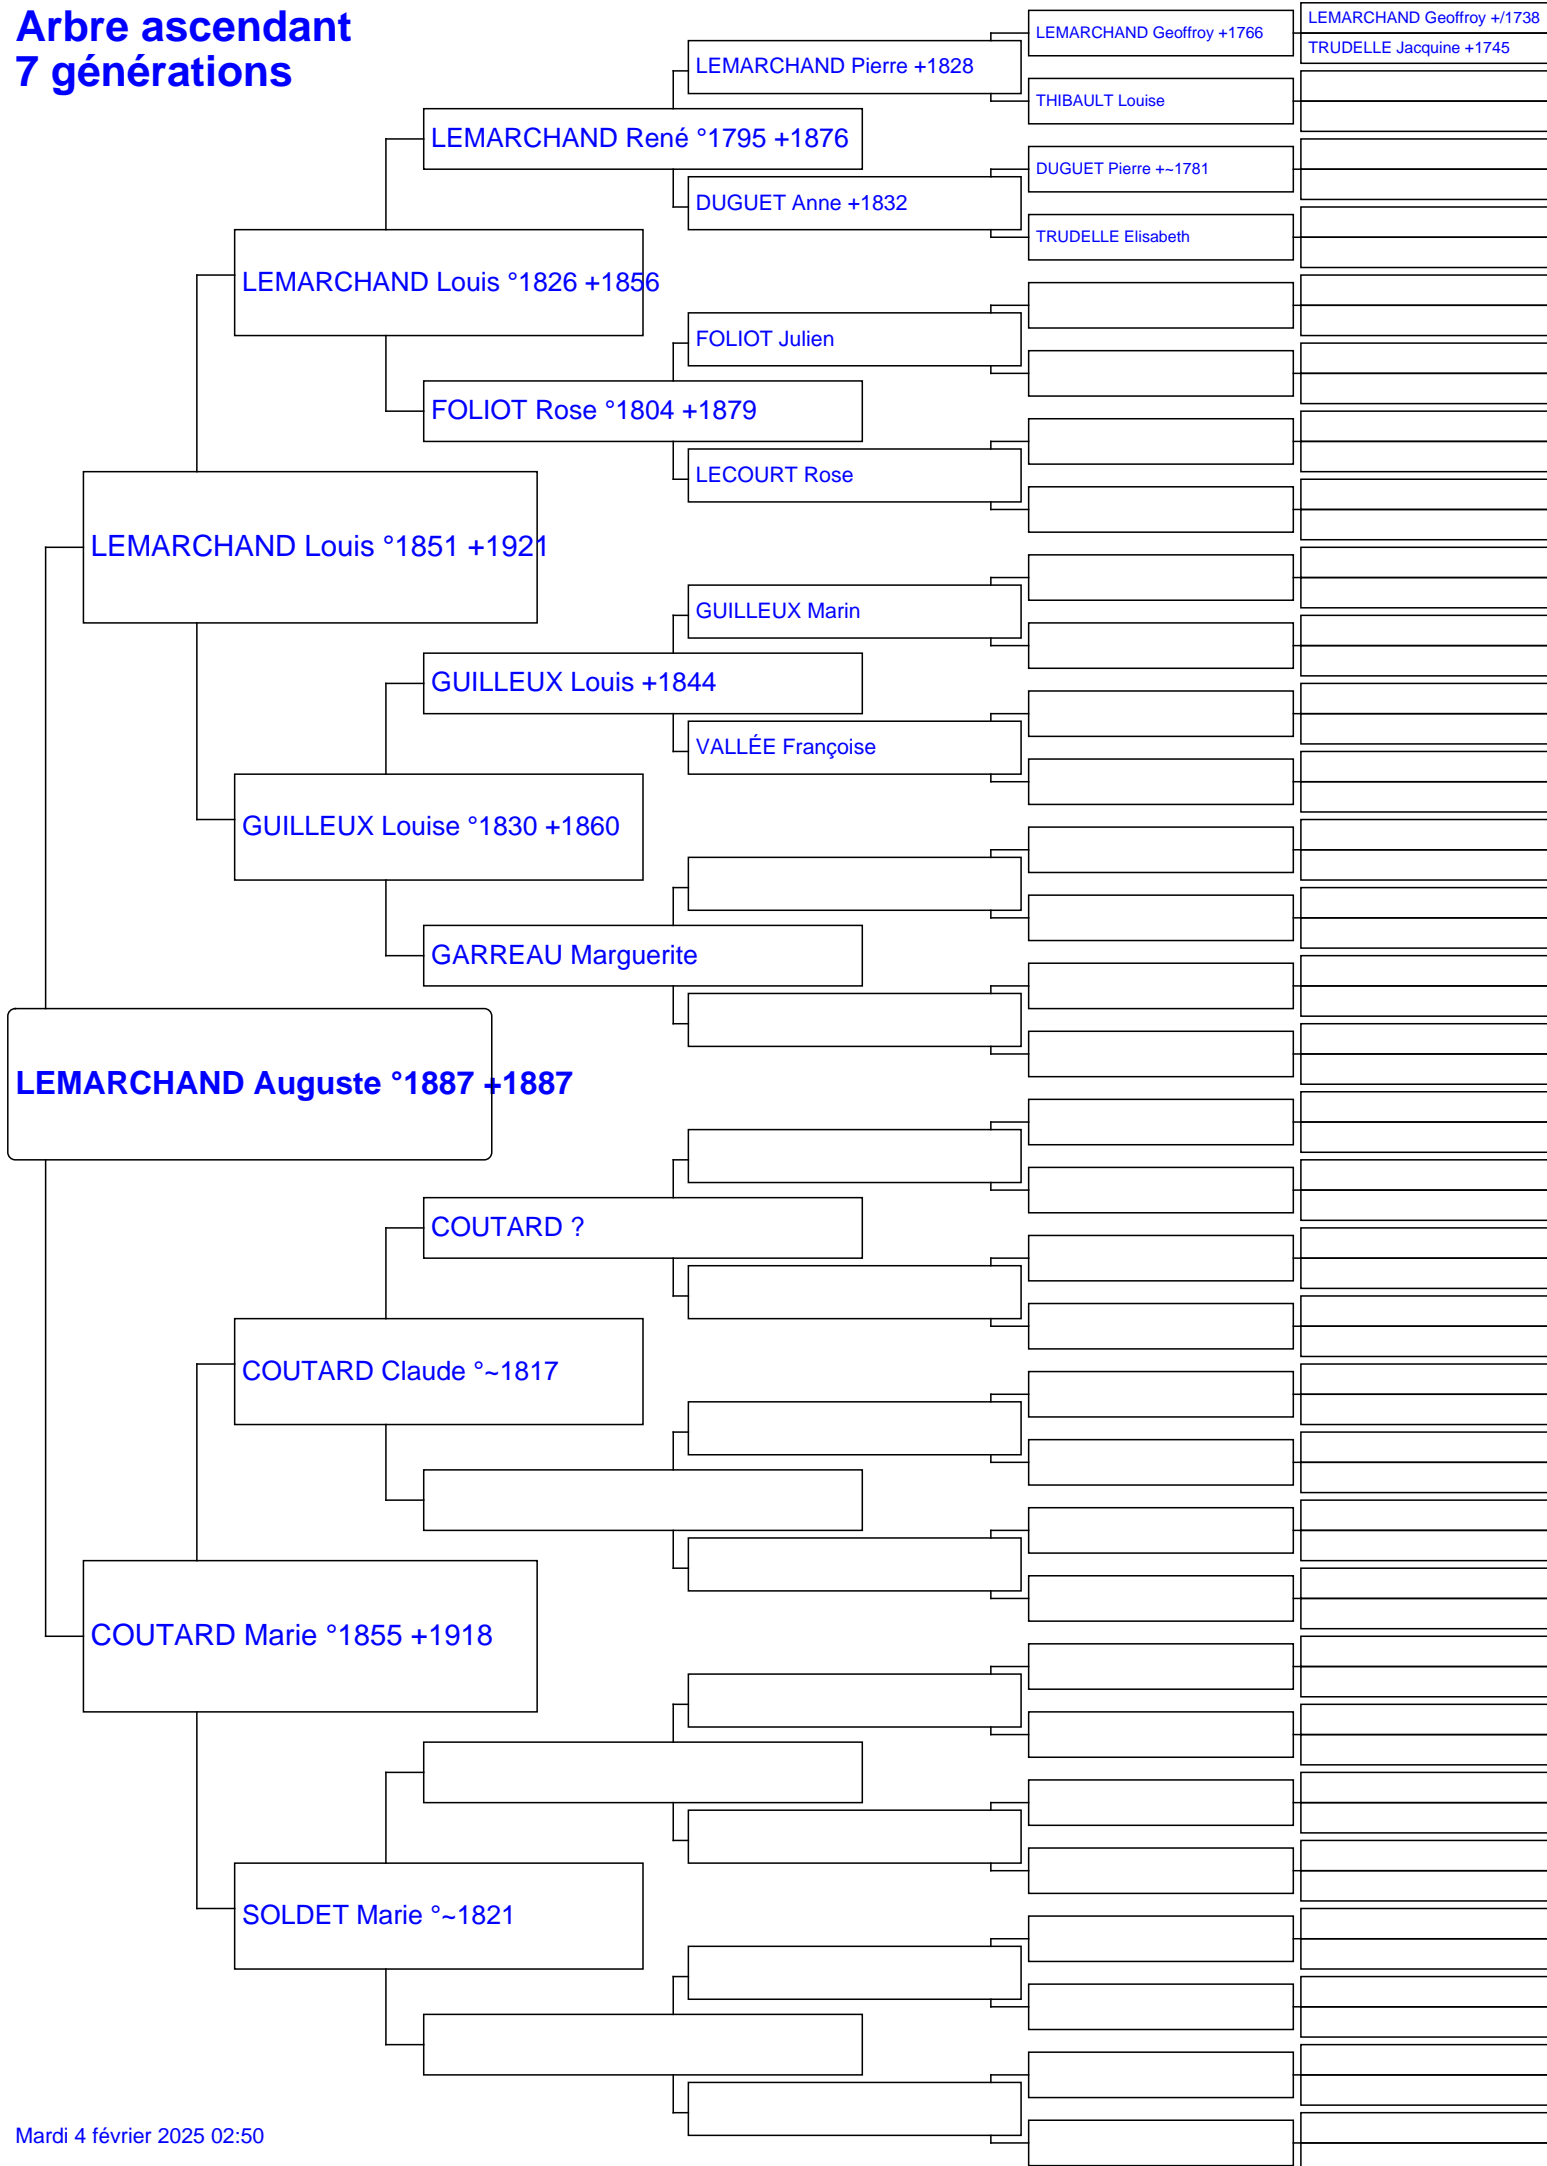 Arbre ascendant
7 générations
LEMARCHAND Geoffroy +1766
LEMARCHAND Geoffroy +/1738
TRUDELLE Jacquine +1745
LEMARCHAND Pierre +1828
THIBAULT Louise
LEMARCHAND René °1795 +1876
DUGUET Pierre +~1781
DUGUET Anne +1832
TRUDELLE Elisabeth
LEMARCHAND Louis °1826 +1856
FOLIOT Julien
FOLIOT Rose °1804 +1879
LECOURT Rose
LEMARCHAND Louis °1851 +1921
GUILLEUX Marin
GUILLEUX Louis +1844
VALLÉE Françoise
GUILLEUX Louise °1830 +1860
GARREAU Marguerite
LEMARCHAND Auguste °1887 +1887
COUTARD ?
COUTARD Claude °~1817
COUTARD Marie °1855 +1918
SOLDET Marie °~1821
Mardi 4 février 2025 02:50